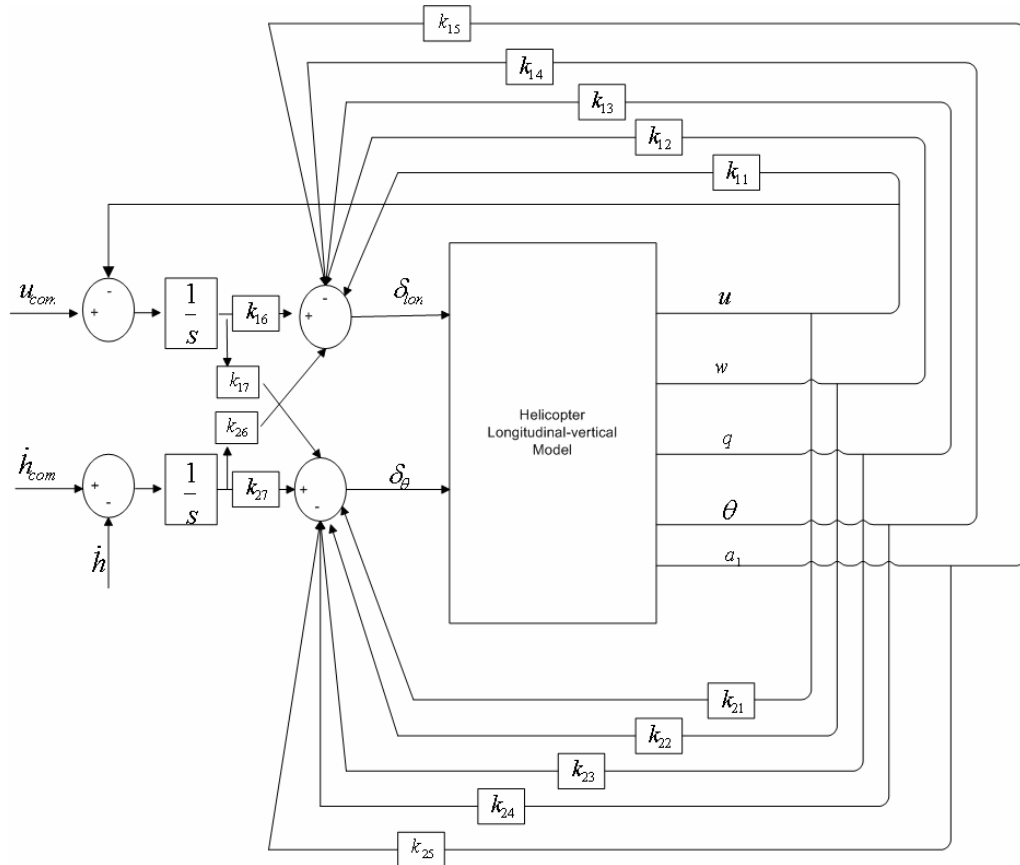 k₁₅
k₁₄
k₁₃
k₁₂
k₁₁
u_com
+
-
1
s
k₁₆
+
-
δ_lon
u
k₁₇
w
k₂₆
Helicopter
Longitudinal-vertical
Model
q
ḣ_com
+
-
1
s
k₂₇
+
-
δ_θ
θ
ḣ
a₁
k₂₁
k₂₂
k₂₃
k₂₄
k₂₅